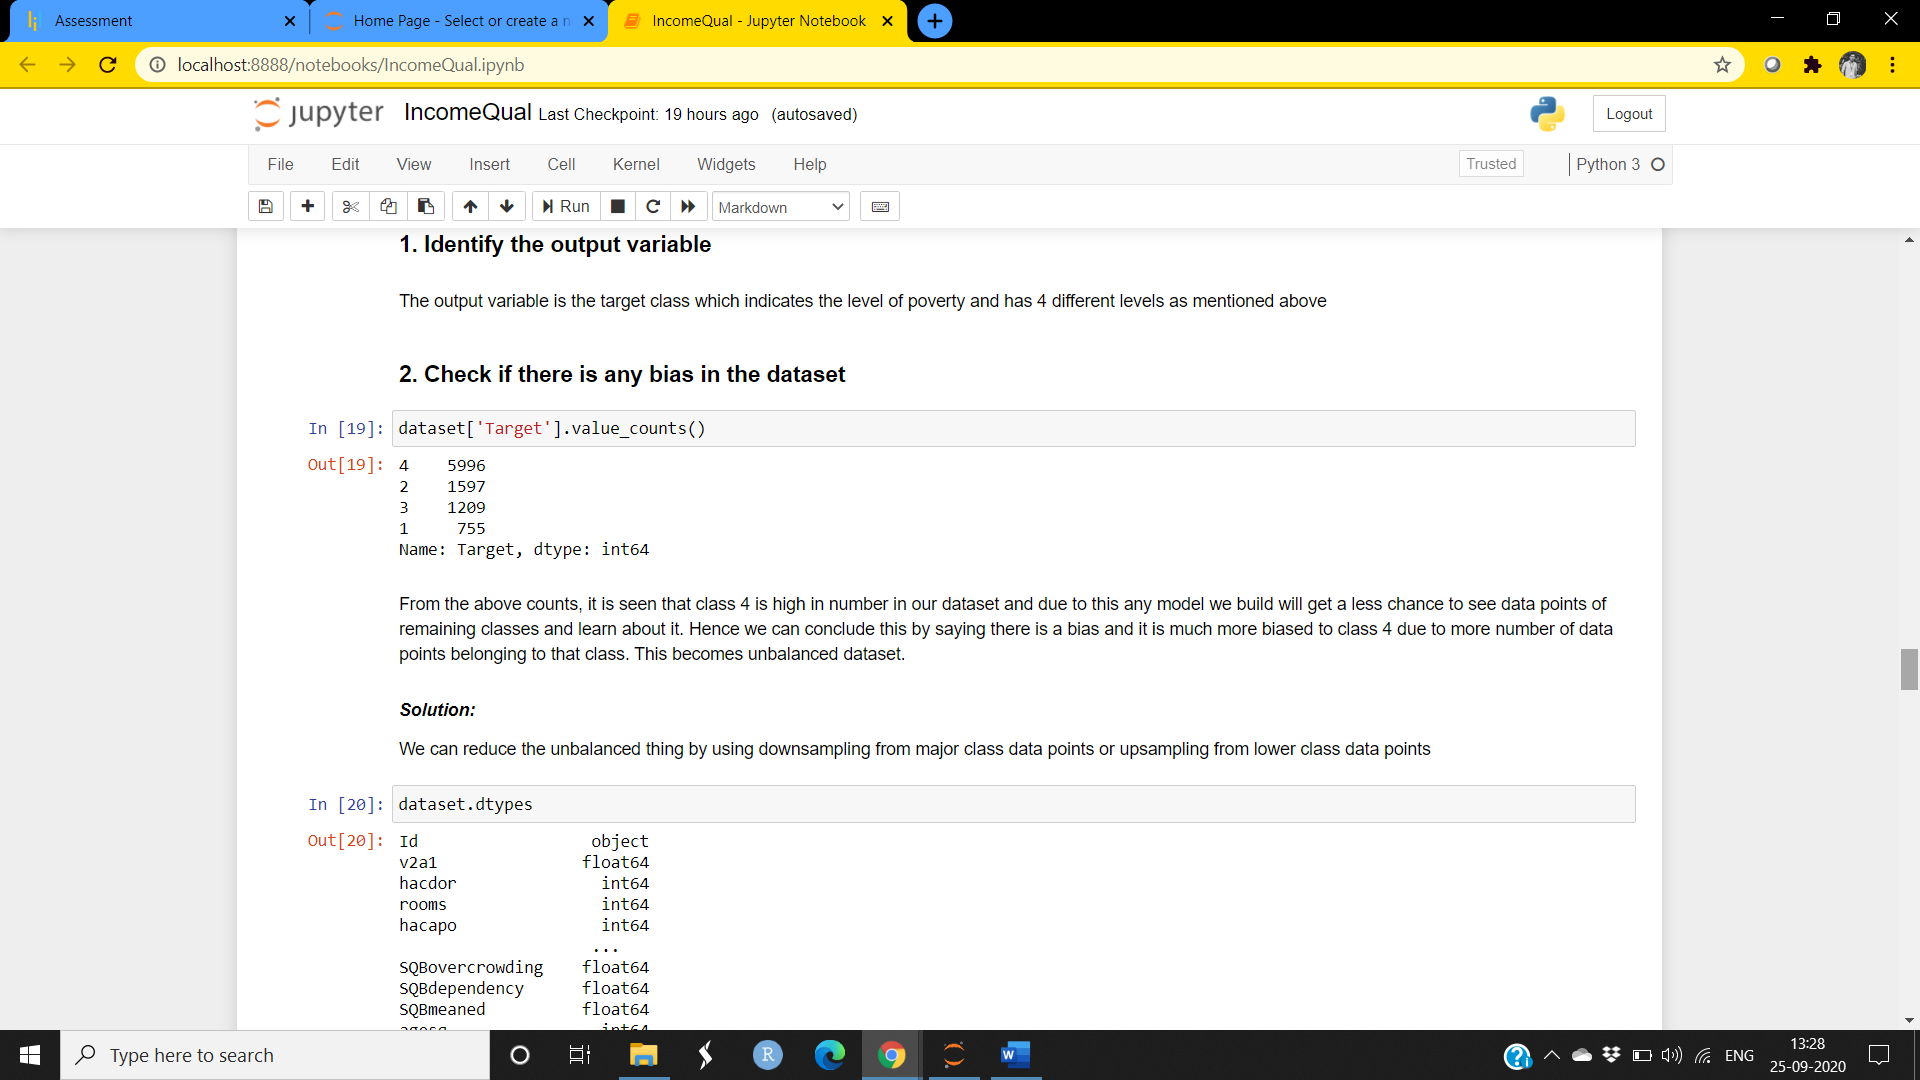 Assessment
Home Page - Select or create a n
IncomeQual - Jupyter Notebook
localhost:8888/notebooks/IncomeQual.ipynb
jupyter IncomeQual Last Checkpoint: 19 hours ago (autosaved)
Logout
File Edit View Insert Cell Kernel Widgets Help
Trusted
Python 3
Run
Markdown
1. Identify the output variable
The output variable is the target class which indicates the level of poverty and has 4 different levels as mentioned above
2. Check if there is any bias in the dataset
In [19]: dataset['Target'].value_counts()
Out[19]: 4 5996
2 1597
3 1209
1 755
Name: Target, dtype: int64
From the above counts, it is seen that class 4 is high in number in our dataset and due to this any model we build will get a less chance to see data points of
remaining classes and learn about it. Hence we can conclude this by saying there is a bias and it is much more biased to class 4 due to more number of data
points belonging to that class. This becomes unbalanced dataset.
Solution:
We can reduce the unbalanced thing by using downsampling from major class data points or upsampling from lower class data points
In [20]: dataset.dtypes
Out[20]: Id object
v2a1 float64
hacdor int64
rooms int64
hacapo int64
...
SQBovercrowding float64
SQBdependency float64
SQBmeaned float64
agesq int64
Type here to search
R
W
ENG
13:28
25-09-2020